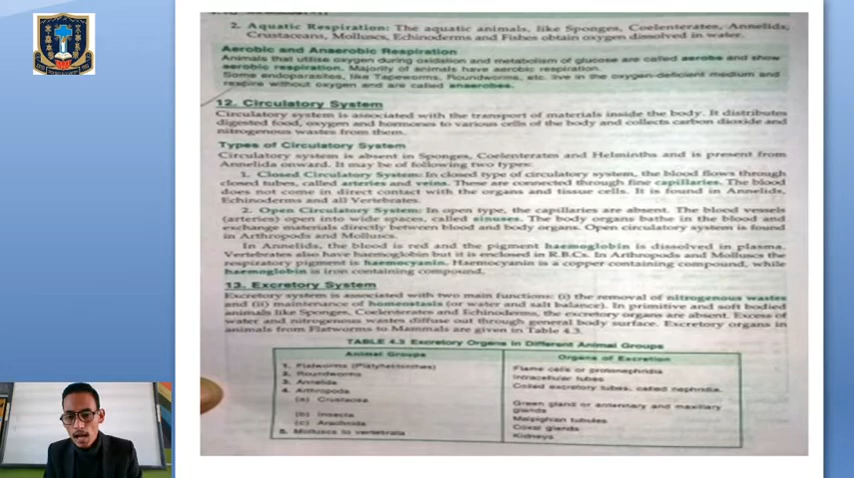 2. Aquatic Respiration: The aquatic animals, like Sponges, Coelenterates, Annelids,
Crustaceans, Molluscs, Echinoderms and Fishes obtain oxygen dissolved in water.
Aerobic and Anaerobic Respiration
Animals that utilise oxygen during oxidation and metabolism of glucose are called aerobe and show
aerobic respiration. Majority of animals have aerobic respiration.
Some endoparasites, like Tapeworms, Roundworms, etc. live in the oxygen-deficient medium and
respire without oxygen and are called anaerobes.
12. Circulatory System
Circulatory system is associated with the transport of materials inside the body. It distributes
digested food, oxygen and hormones to various cells of the body and collects carbon dioxide and
nitrogenous wastes from them.
Types of Circulatory System
Circulatory system is absent in Sponges, Coelenterates and Helminths and is present from
Annelida onward. It may be of following two types:
1. Closed Circulatory System: In closed type of circulatory system, the blood flows through
closed tubes, called arteries and veins. These are connected through fine capillaries. The blood
does not come in direct contact with the organs and tissue cells. It is found in Annelids,
Echinoderms and all Vertebrates.
2. Open Circulatory System: In open type, the capillaries are absent. The blood vessels
(arteries) open into wide spaces, called sinuses. The body organs bathe in the blood and
exchange materials directly between blood and body organs. Open circulatory system is found
in Arthropods and Molluscs.
In Annelids, the blood is red and the pigment haemoglobin is dissolved in plasma.
Vertebrates also have haemoglobin but it is enclosed in R.B.Cs. In Arthropods and Molluscs the
respiratory pigment is haemocyanin. Haemocyanin is a copper containing compound, while
haemoglobin is iron containing compound.
13. Excretory System
Excretory system is associated with two main functions: (i) the removal of nitrogenous wastes
and (ii) maintenance of homeostasis (or water and salt balance). In primitive and soft bodied
animals like Sponges, Coelenterates and Echinoderms, the excretory organs are absent. Excess of
water and nitrogenous wastes diffuse out through general body surface. Excretory organs in
animals from Flatworms to Mammals are given in Table 4.3.
TABLE 4.3 Excretory Organs in Different Animal Groups
Animal Groups Organs of Excretion
1. Flatworms (Platyhelminthes) Flame cells or protonephridia
2. Roundworms Intracellular tubes
3. Annelida Coiled excretory tubes, called nephridia.
4. Arthropoda
(a) Crustacea Green gland or antennary and maxillary
glands
(b) Insecta Malpighian tubules
(c) Arachnida Coxal glands
5. Molluscs to vertebrata Kidneys